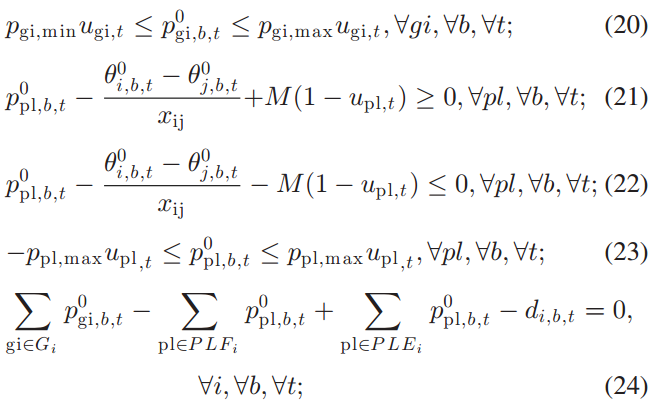 p_{gi,min} u_{gi,t} ≤ p^0_{gi,b,t} ≤ p_{gi,max} u_{gi,t}, ∀gi, ∀b, ∀t; (20)
p^0_{pl,b,t} − \frac{θ^0_{i,b,t} − θ^0_{j,b,t}}{x_{ij}} + M(1 − u_{pl,t}) ≥ 0, ∀pl, ∀b, ∀t; (21)
p^0_{pl,b,t} − \frac{θ^0_{i,b,t} − θ^0_{j,b,t}}{x_{ij}} − M(1 − u_{pl,t}) ≤ 0, ∀pl, ∀b, ∀t; (22)
−p_{pl,max} u_{pl,t} ≤ p^0_{pl,b,t} ≤ p_{pl,max} u_{pl,t}, ∀pl, ∀b, ∀t; (23)
∑_{gi∈G_i} p^0_{gi,b,t} − ∑_{pl∈PLF_i} p^0_{pl,b,t} + ∑_{pl∈PLE_i} p^0_{pl,b,t} − d_{i,b,t} = 0,
∀i, ∀b, ∀t; (24)